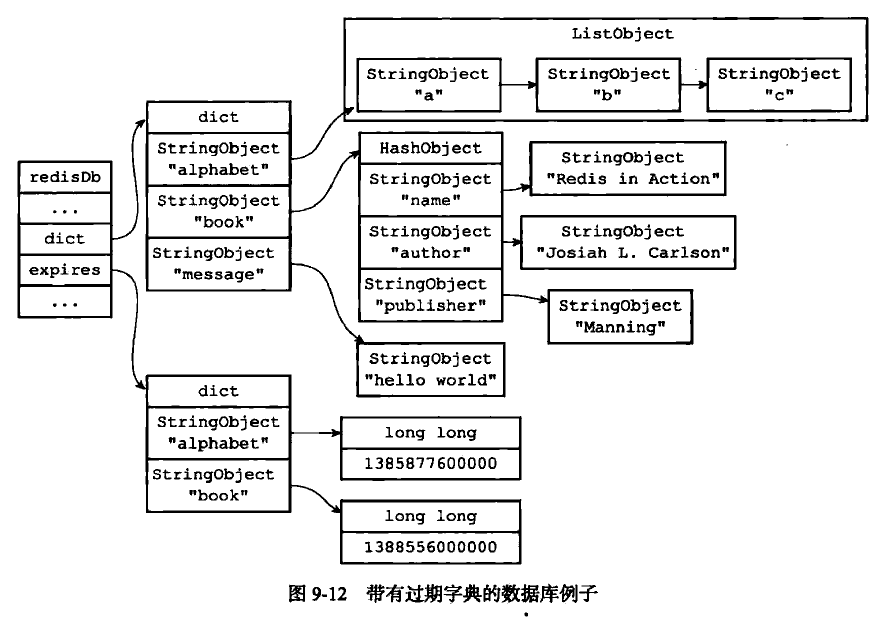 ListObject
StringObject
"a"
StringObject
"b"
StringObject
"c"
redisDb
...
dict
expires
...
dict
StringObject
"alphabet"
StringObject
"book"
StringObject
"message"
HashObject
StringObject
"name"
StringObject
"author"
StringObject
"publisher"
StringObject
"Redis in Action"
StringObject
"Josiah L. Carlson"
StringObject
"Manning"
StringObject
"hello world"
dict
StringObject
"alphabet"
StringObject
"book"
long long
1385877600000
long long
1388556000000
图 9-12 带有过期字典的数据库例子